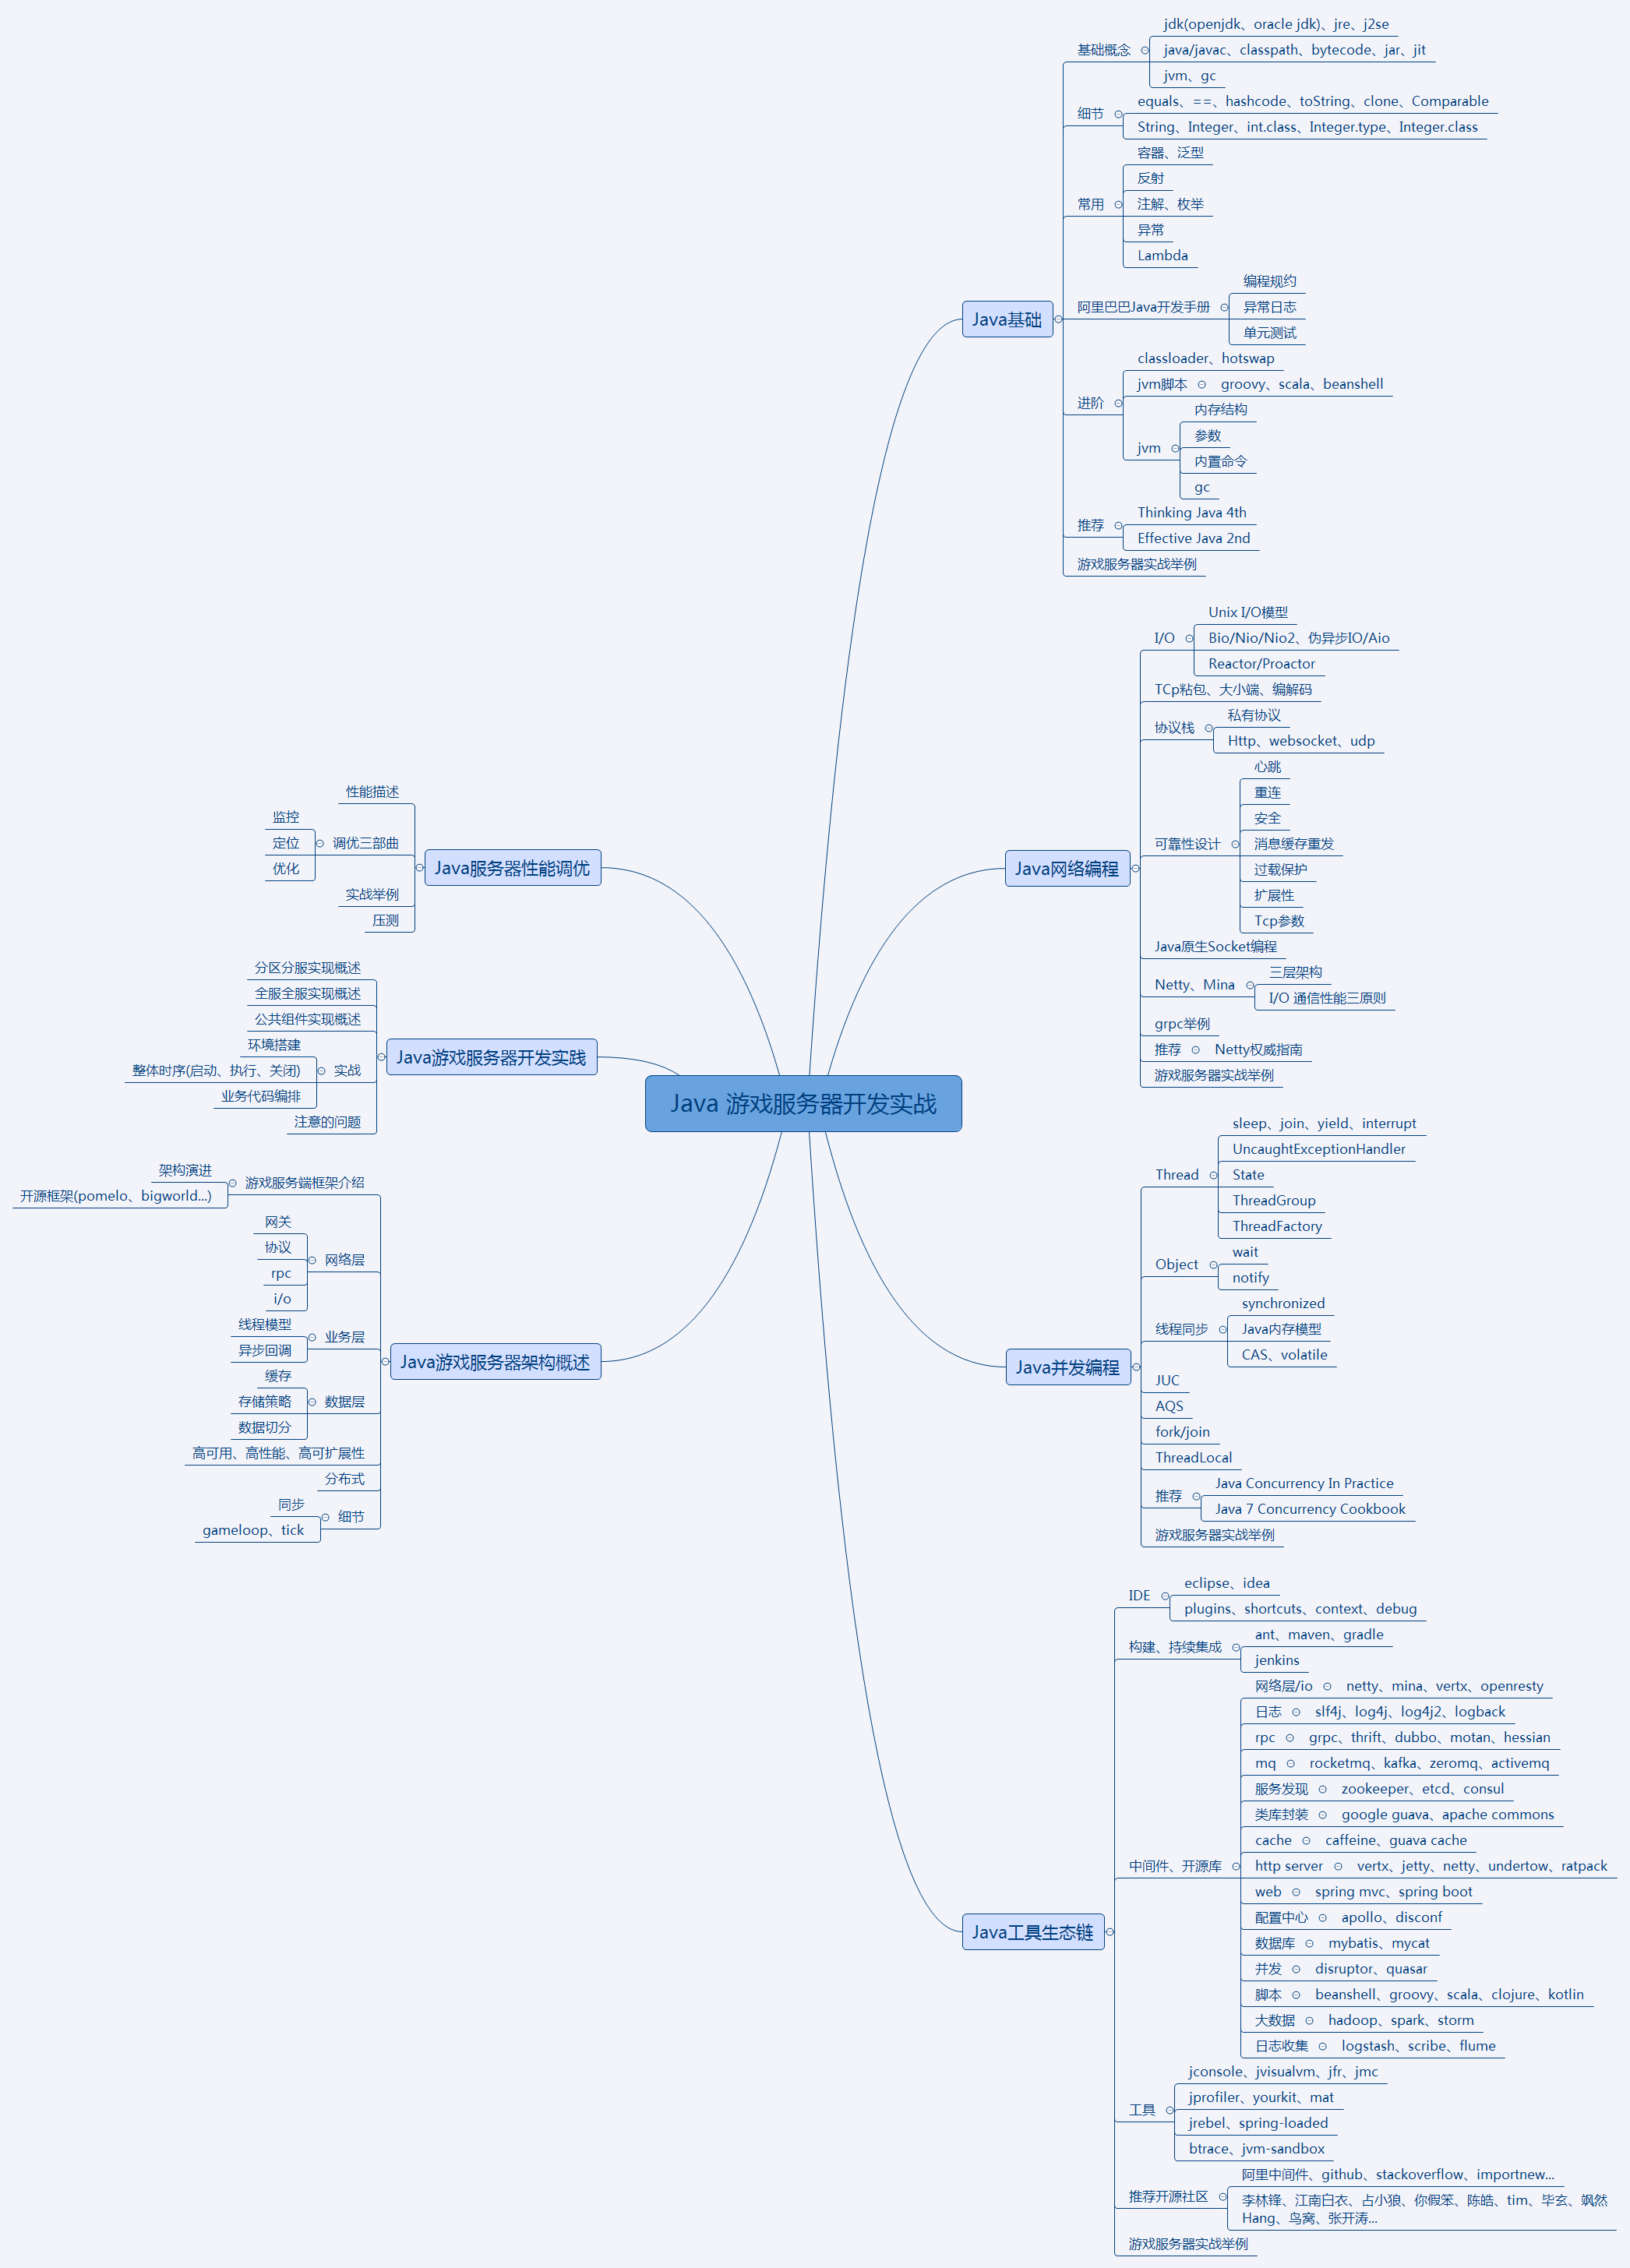 Java 游戏服务器开发实战
Java基础
基础概念
jdk(openjdk、oracle jdk)、jre、j2se
java/javac、classpath、bytecode、jar、jit
jvm、gc
细节
equals、==、hashcode、toString、clone、Comparable
String、Integer、int.class、Integer.type、Integer.class
常用
容器、泛型
反射
注解、枚举
异常
Lambda
阿里巴巴Java开发手册
编程规约
异常日志
单元测试
进阶
classloader、hotswap
jvm脚本
groovy、scala、beanshell
jvm
内存结构
参数
内置命令
gc
推荐
Thinking Java 4th
Effective Java 2nd
游戏服务器实战举例
Java网络编程
I/O
Unix I/O模型
Bio/Nio/Nio2、伪异步IO/Aio
Reactor/Proactor
TCp粘包、大小端、编解码
协议栈
私有协议
Http、websocket、udp
可靠性设计
心跳
重连
安全
消息缓存重发
过载保护
扩展性
Tcp参数
Java原生Socket编程
Netty、Mina
三层架构
I/O 通信性能三原则
grpc举例
推荐
Netty权威指南
游戏服务器实战举例
Java并发编程
Thread
sleep、join、yield、interrupt
UncaughtExceptionHandler
State
ThreadGroup
ThreadFactory
Object
wait
notify
线程同步
synchronized
Java内存模型
CAS、volatile
JUC
AQS
fork/join
ThreadLocal
推荐
Java Concurrency In Practice
Java 7 Concurrency Cookbook
游戏服务器实战举例
Java工具生态链
IDE
eclipse、idea
plugins、shortcuts、context、debug
构建、持续集成
ant、maven、gradle
jenkins
中间件、开源库
网络层/io
netty、mina、vertx、openresty
日志
slf4j、log4j、log4j2、logback
rpc
grpc、thrift、dubbo、motan、hessian
mq
rocketmq、kafka、zeromq、activemq
服务发现
zookeeper、etcd、consul
类库封装
google guava、apache commons
cache
caffeine、guava cache
http server
vertx、jetty、netty、undertow、ratpack
web
spring mvc、spring boot
配置中心
apollo、disconf
数据库
mybatis、mycat
并发
disruptor、quasar
脚本
beanshell、groovy、scala、clojure、kotlin
大数据
hadoop、spark、storm
日志收集
logstash、scribe、flume
工具
jconsole、jvisualvm、jfr、jmc
jprofiler、yourkit、mat
jrebel、spring-loaded
btrace、jvm-sandbox
推荐开源社区
阿里中间件、github、stackoverflow、importnew...
李林锋、江南白衣、占小狼、你假笨、陈皓、tim、毕玄、飒然
Hang、鸟窝、张开涛...
游戏服务器实战举例
Java服务器性能调优
性能描述
调优三部曲
监控
定位
优化
实战举例
压测
Java游戏服务器开发实践
分区分服实现概述
全服全服实现概述
公共组件实现概述
实战
环境搭建
整体时序(启动、执行、关闭)
业务代码编排
注意的问题
Java游戏服务器架构概述
游戏服务端框架介绍
架构演进
开源框架(pomelo、bigworld...)
网络层
网关
协议
rpc
i/o
业务层
线程模型
异步回调
数据层
缓存
存储策略
数据切分
高可用、高性能、高可扩展性
分布式
细节
同步
gameloop、tick